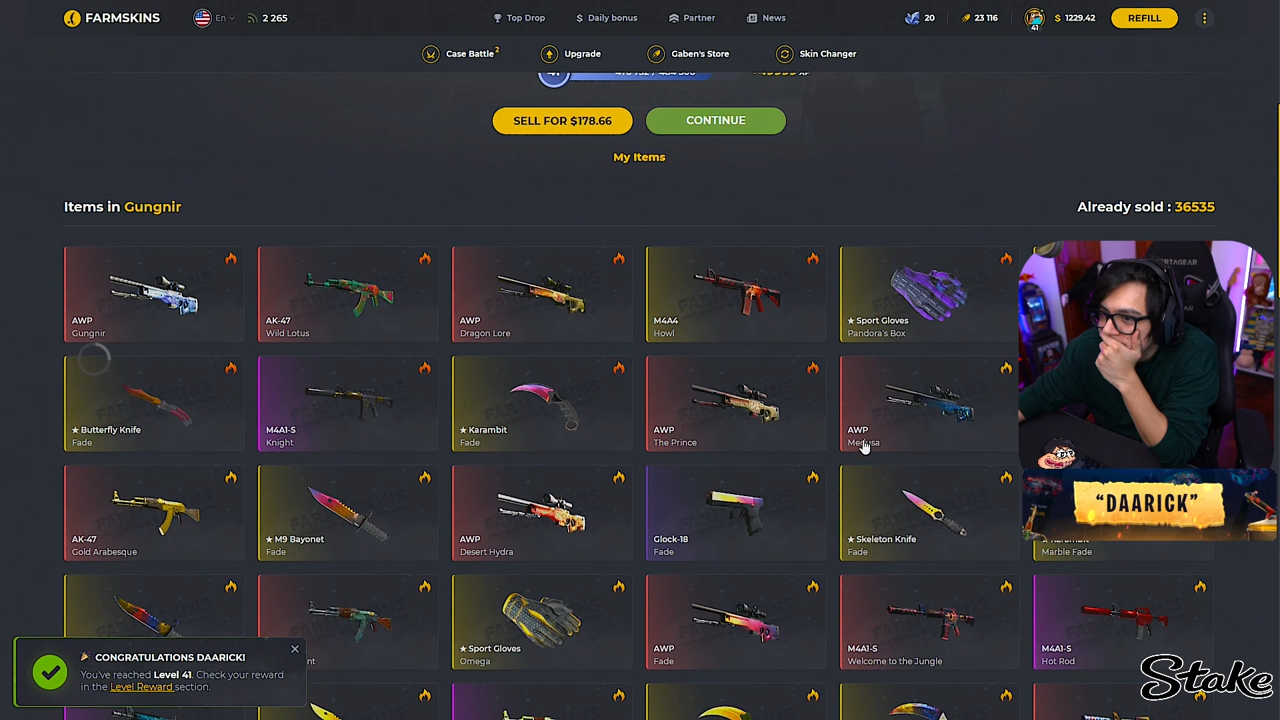 FARMSKINS
En
2 265
Top Drop
Daily bonus
Partner
News
20
23 116
41
$ 1229.42
REFILL
Case Battle 2
Upgrade
Gaben's Store
Skin Changer
SELL FOR $178.66
CONTINUE
My Items
Items in Gungnir
Already sold : 36535
AWP
Gungnir
AK-47
Wild Lotus
AWP
Dragon Lore
M4A4
Howl
★ Sport Gloves
Pandora's Box
★ Butterfly Knife
Fade
M4A1-S
Knight
★ Karambit
Fade
AWP
The Prince
AWP
Medusa
AK-47
Gold Arabesque
★ M9 Bayonet
Fade
AWP
Desert Hydra
Glock-18
Fade
★ Skeleton Knife
Fade
Marble Fade
"DAARICK"
★ Sport Gloves
Omega
AWP
Fade
M4A1-S
Welcome to the Jungle
M4A1-S
Hot Rod
CONGRATULATIONS DAARICK!
You've reached Level 41. Check your reward
in the Level Reward section.
Stake